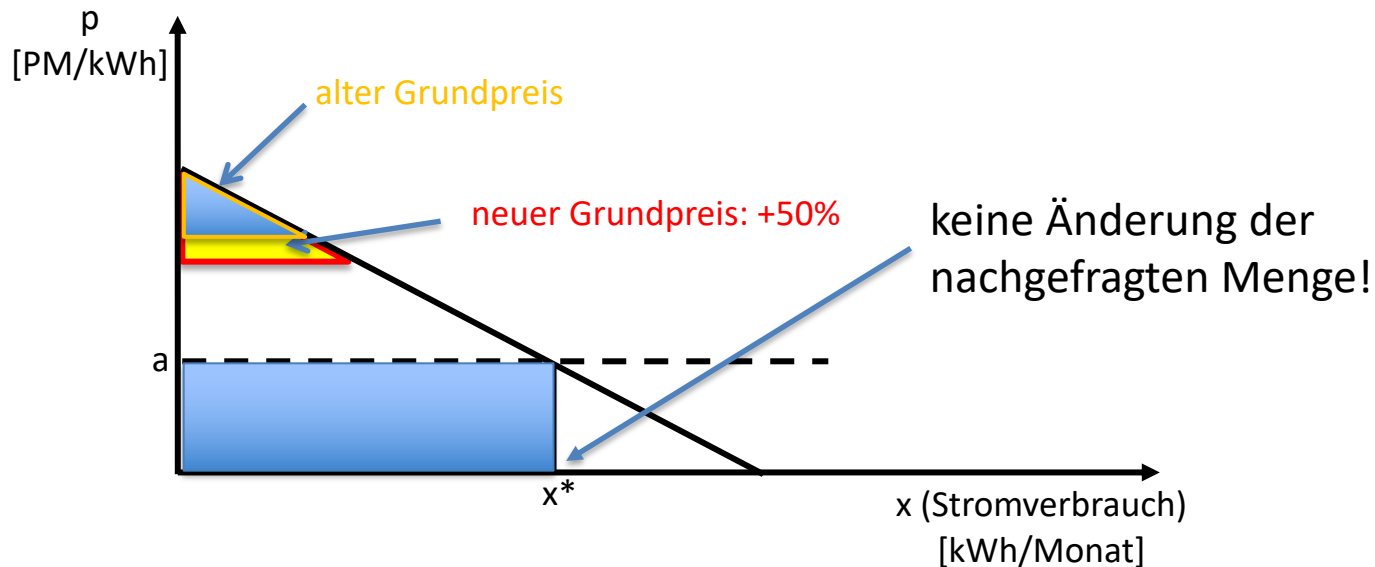 p
[PM/kWh]
alter Grundpreis
neuer Grundpreis: +50%
keine Änderung der
nachgefragten Menge!
a
x*
x (Stromverbrauch)
[kWh/Monat]